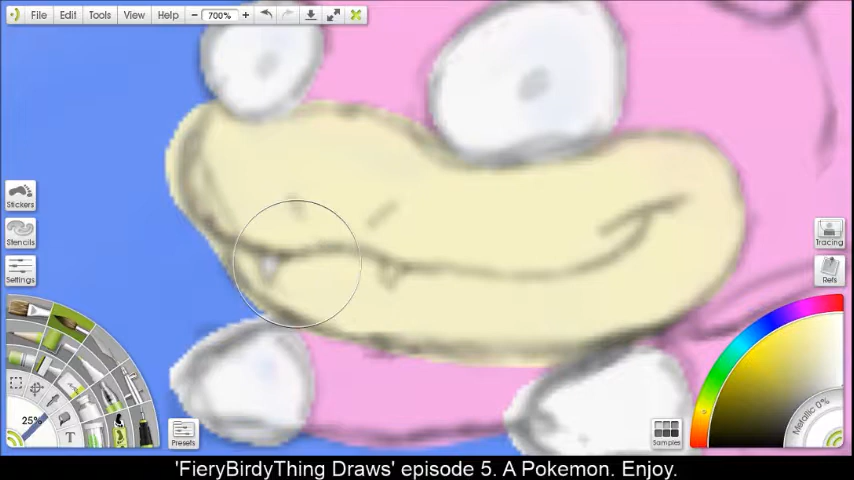 File Edit Tools View Help − 700% +
Stickers
Stencils
Settings
Tracing
Refs
25%
T
Metallic 0%
Presets
Samples
'FieryBirdyThing Draws' episode 5. A Pokemon. Enjoy.